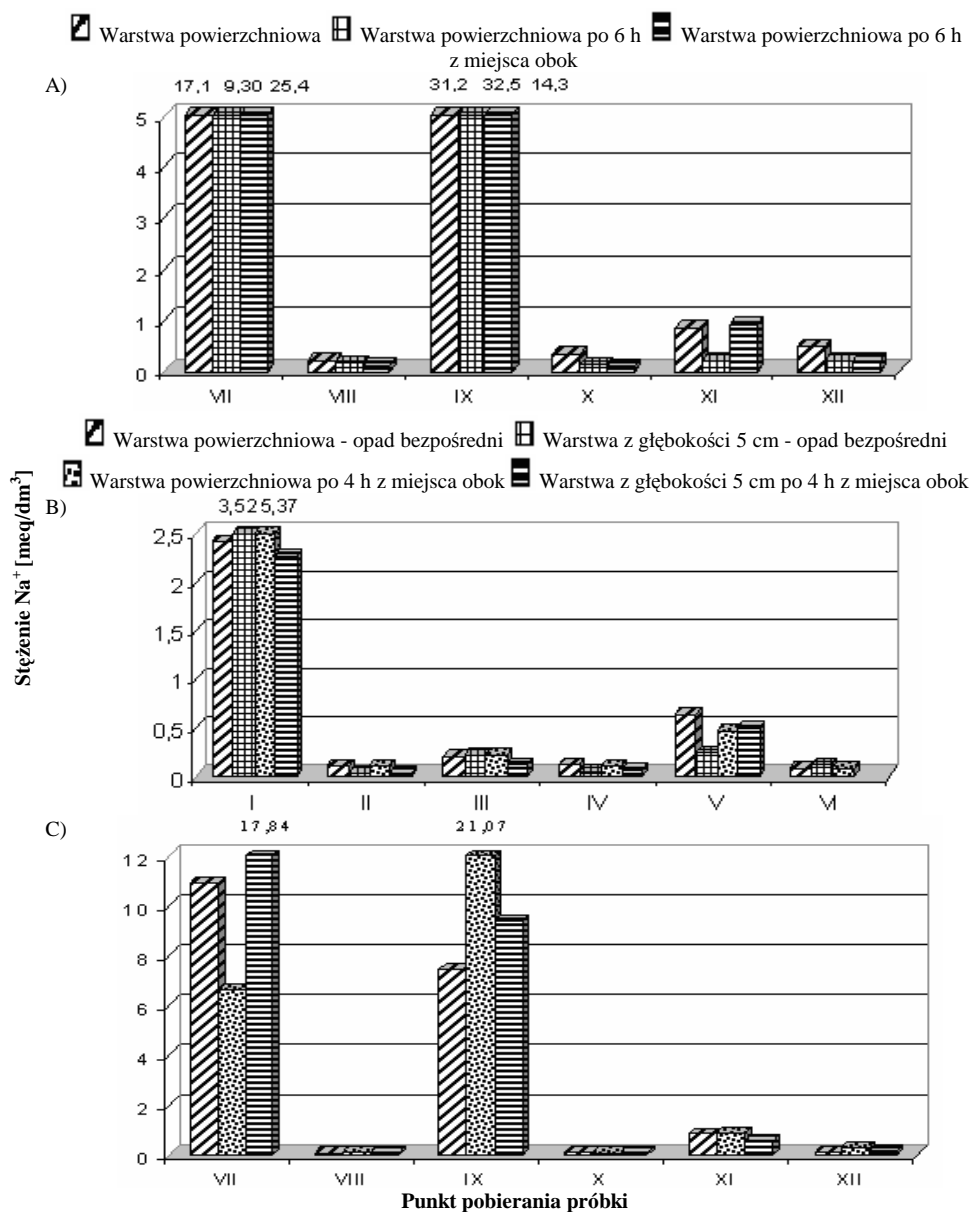 Warstwa powierzchniowa Warstwa powierzchniowa po 6 h Warstwa powierzchniowa po 6 h
z miejsca obok
A)
17,1 9,30 25,4 31,2 32,5 14,3
5
4
3
2
1
0
VII VIII IX X XI XII
Warstwa powierzchniowa - opad bezpośredni Warstwa z głębokości 5 cm - opad bezpośredni
Warstwa powierzchniowa po 4 h z miejsca obok Warstwa z głębokości 5 cm po 4 h z miejsca obok
B)
3,52 5,37
Stężenie Na⁺ [meq/dm³]
2,5
2
1,5
1
0,5
0
I II III IV V VI
C)
17,84 21,07
12
10
8
6
4
2
0
VII VIII IX X XI XII
Punkt pobierania próbki